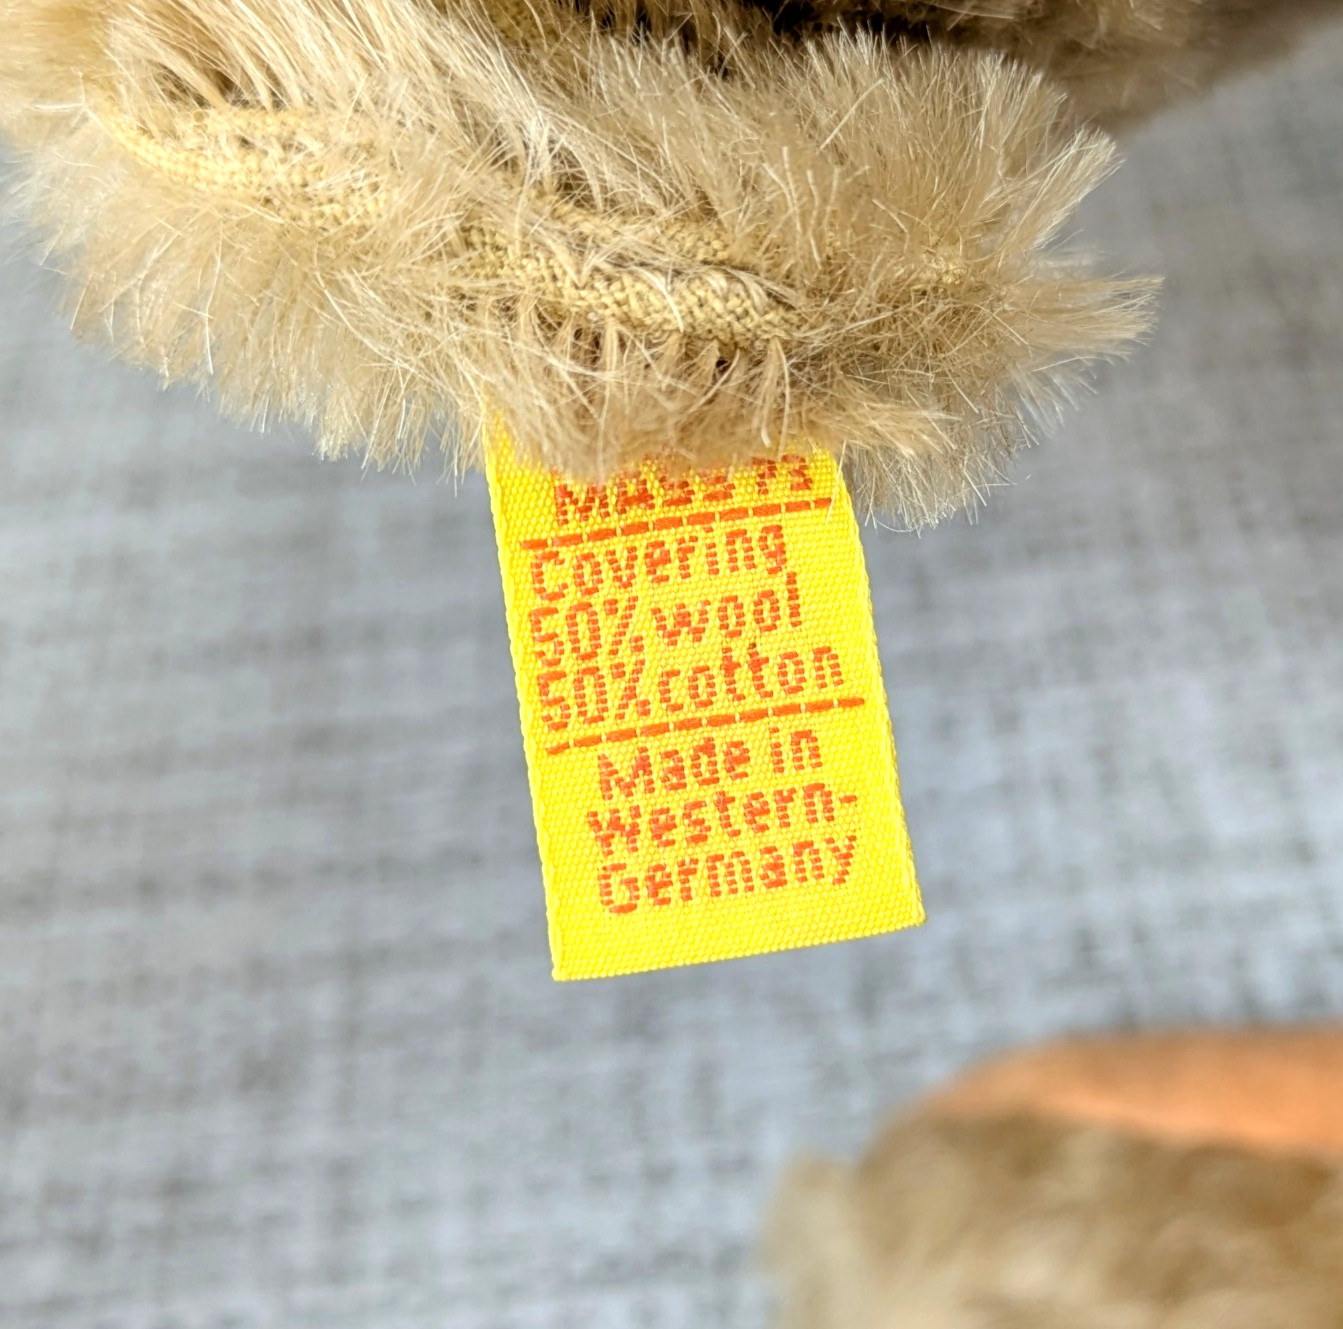 Covering
50% wool
50% cotton
Made in
Western-
Germany